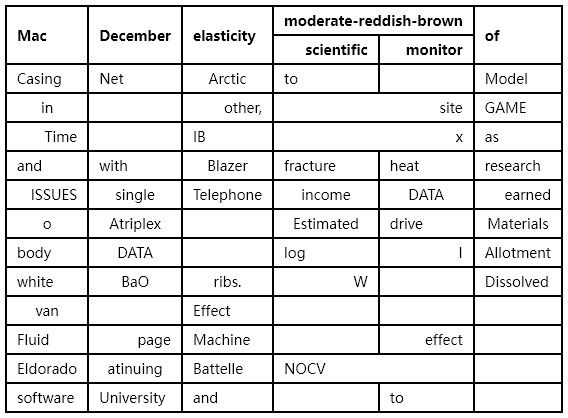 Mac December elasticity moderate-reddish-brown of
scientific monitor
Casing Net Arctic to Model
in other, site GAME
Time IB x as
and with Blazer fracture heat research
ISSUES single Telephone income DATA earned
o Atriplex Estimated drive Materials
body DATA log I Allotment
white BaO ribs. W Dissolved
van Effect
Fluid page Machine effect
Eldorado atinuing Battelle NOCV
software University and to